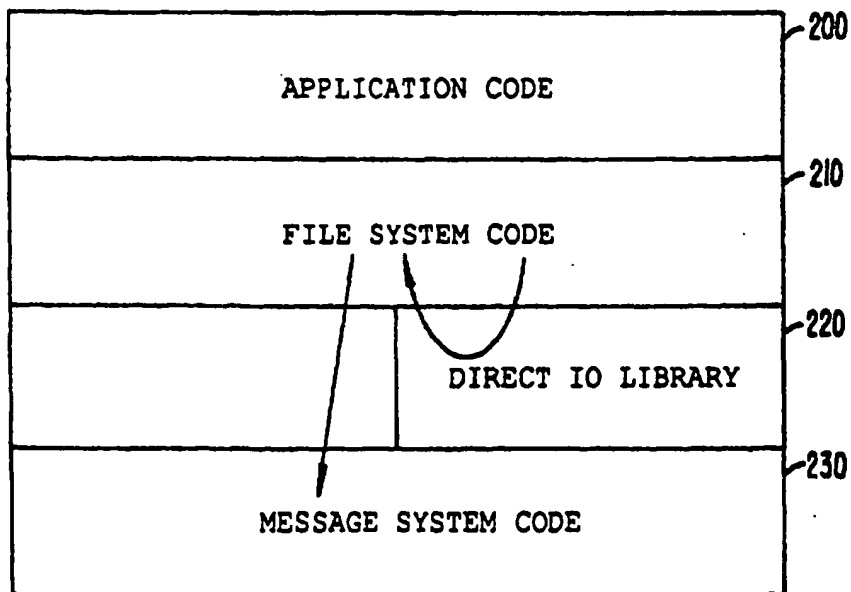 200
APPLICATION CODE
210
FILE SYSTEM CODE
220
DIRECT IO LIBRARY
230
MESSAGE SYSTEM CODE